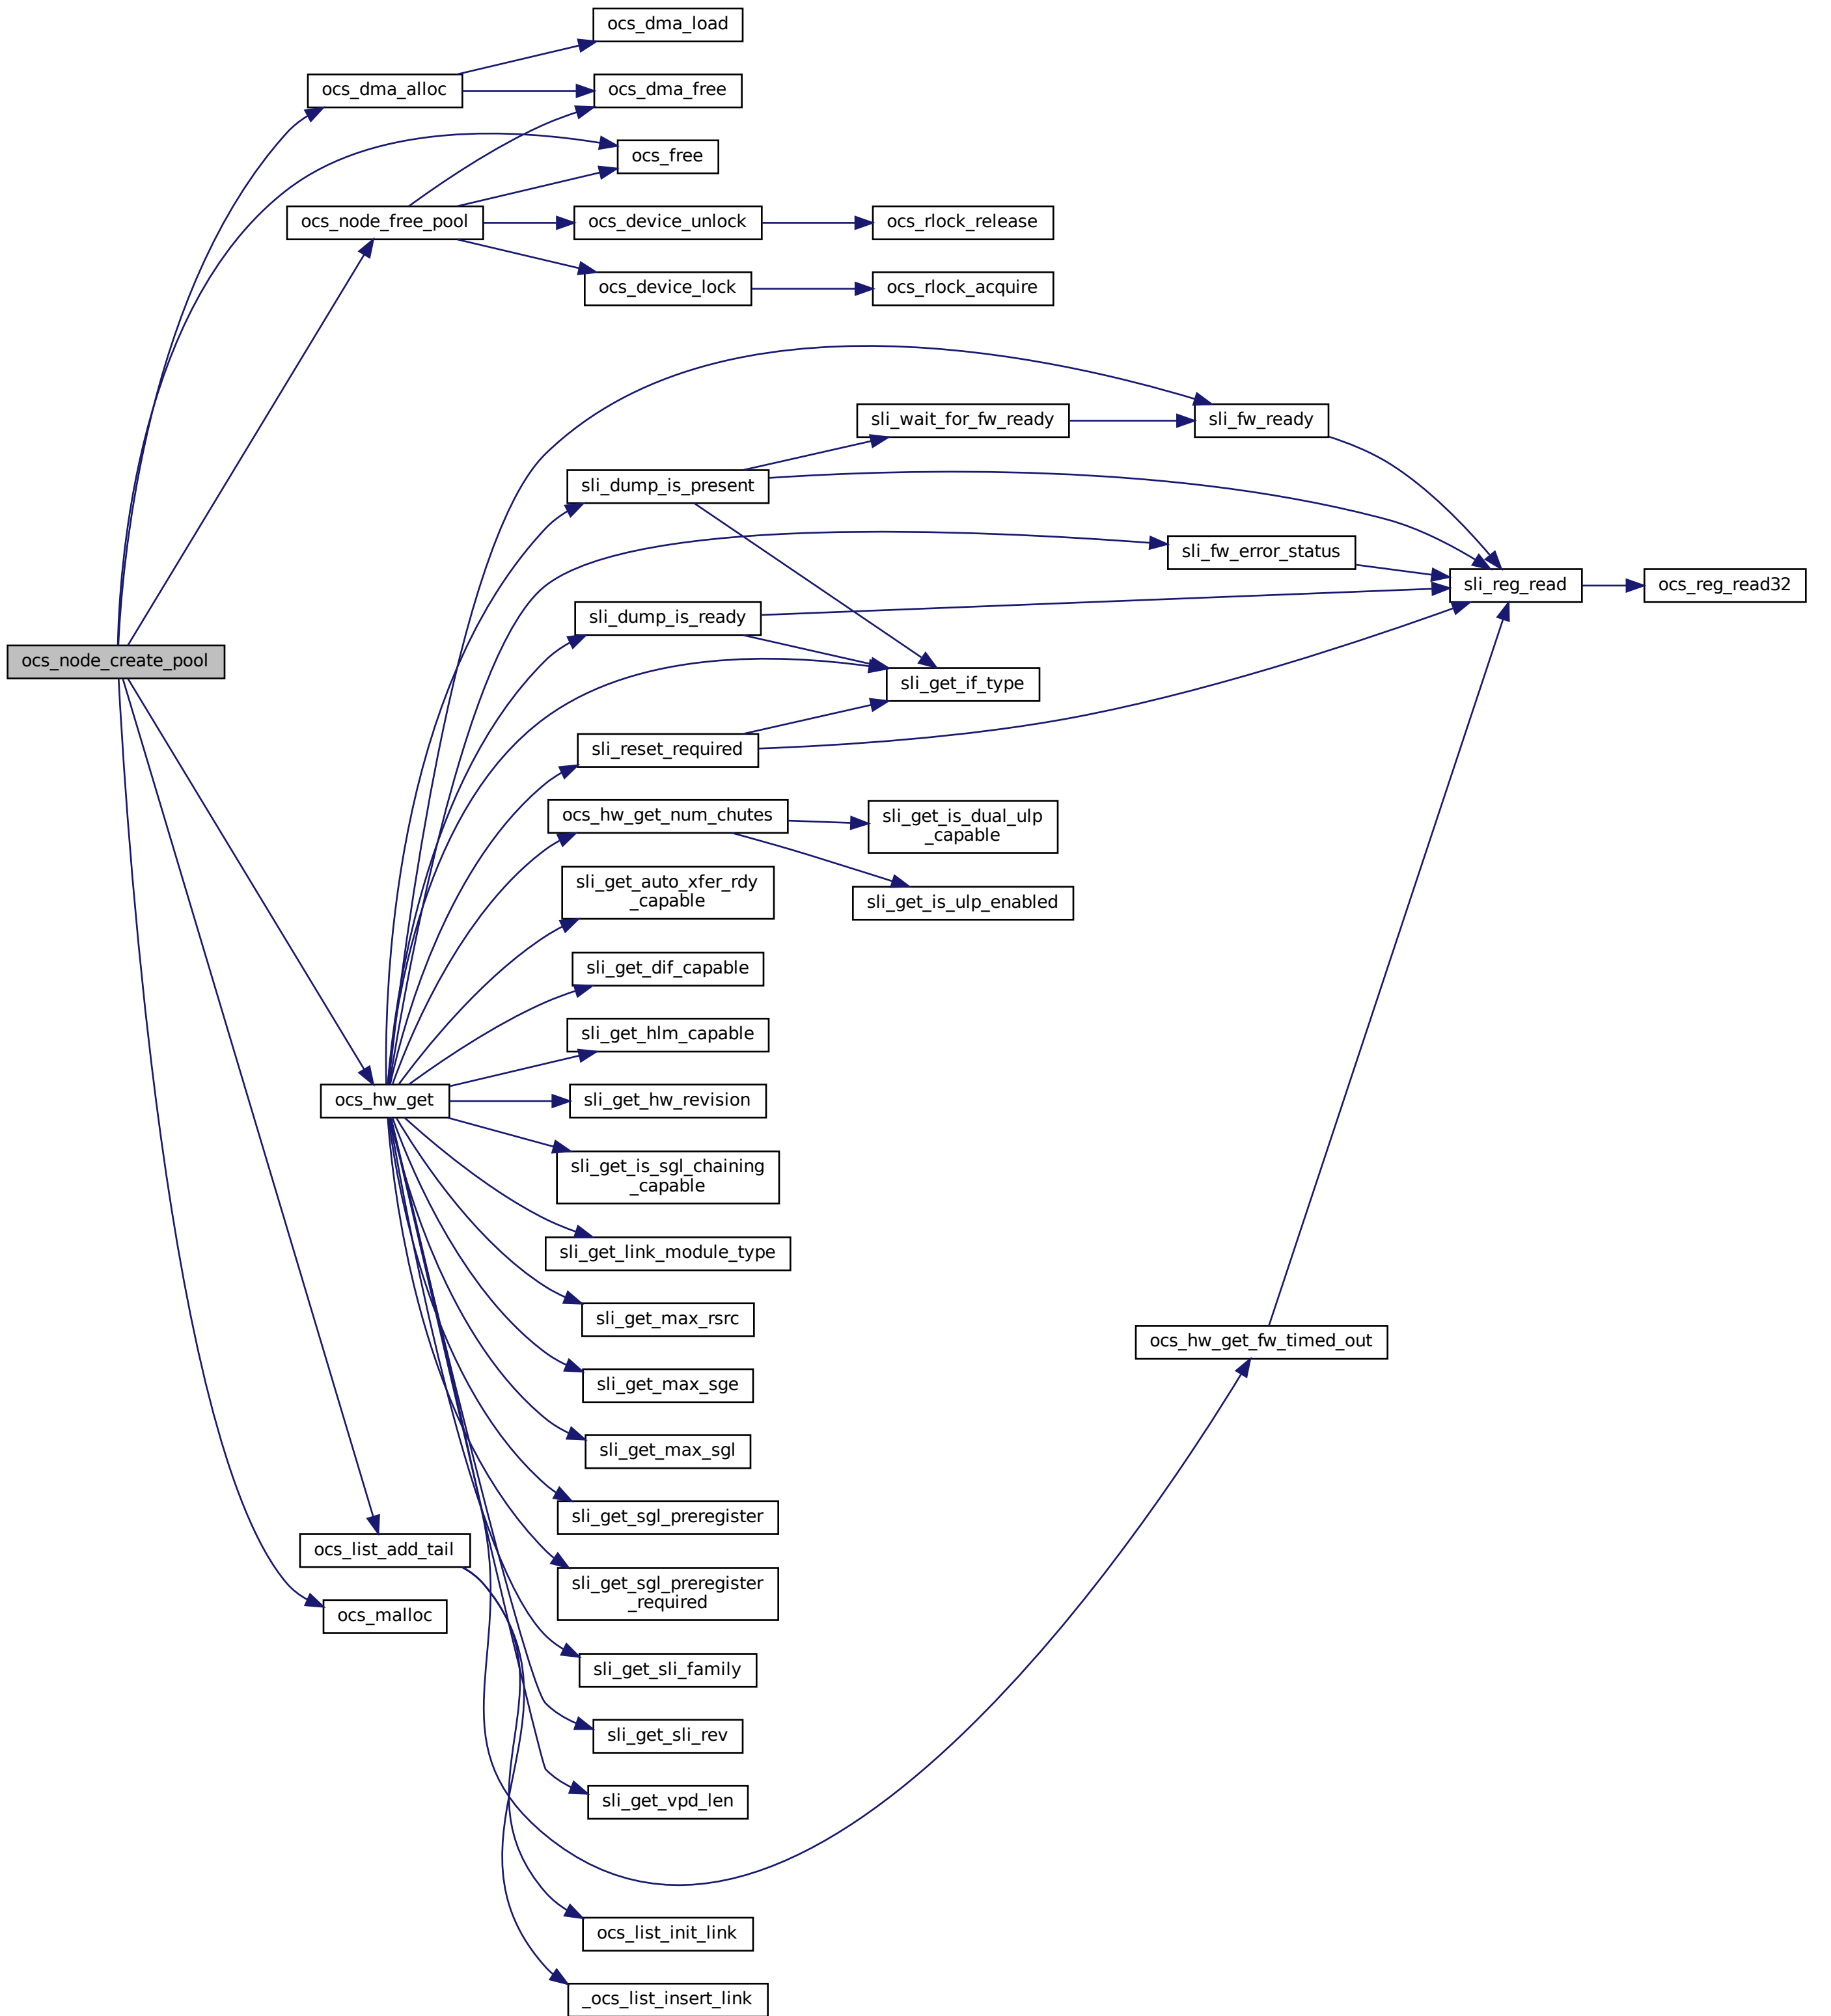 ocs_dma_load
ocs_dma_alloc
ocs_dma_free
ocs_free
ocs_node_free_pool
ocs_device_unlock
ocs_rlock_release
ocs_device_lock
ocs_rlock_acquire
sli_wait_for_fw_ready
sli_fw_ready
sli_dump_is_present
sli_fw_error_status
sli_reg_read
ocs_reg_read32
sli_dump_is_ready
ocs_node_create_pool
sli_get_if_type
sli_reset_required
ocs_hw_get_num_chutes
sli_get_is_dual_ulp
_capable
sli_get_auto_xfer_rdy
_capable
sli_get_is_ulp_enabled
sli_get_dif_capable
sli_get_hlm_capable
ocs_hw_get
sli_get_hw_revision
sli_get_is_sgl_chaining
_capable
sli_get_link_module_type
sli_get_max_rsrc
ocs_hw_get_fw_timed_out
sli_get_max_sge
sli_get_max_sgl
sli_get_sgl_preregister
ocs_list_add_tail
sli_get_sgl_preregister
_required
ocs_malloc
sli_get_sli_family
sli_get_sli_rev
sli_get_vpd_len
ocs_list_init_link
_ocs_list_insert_link